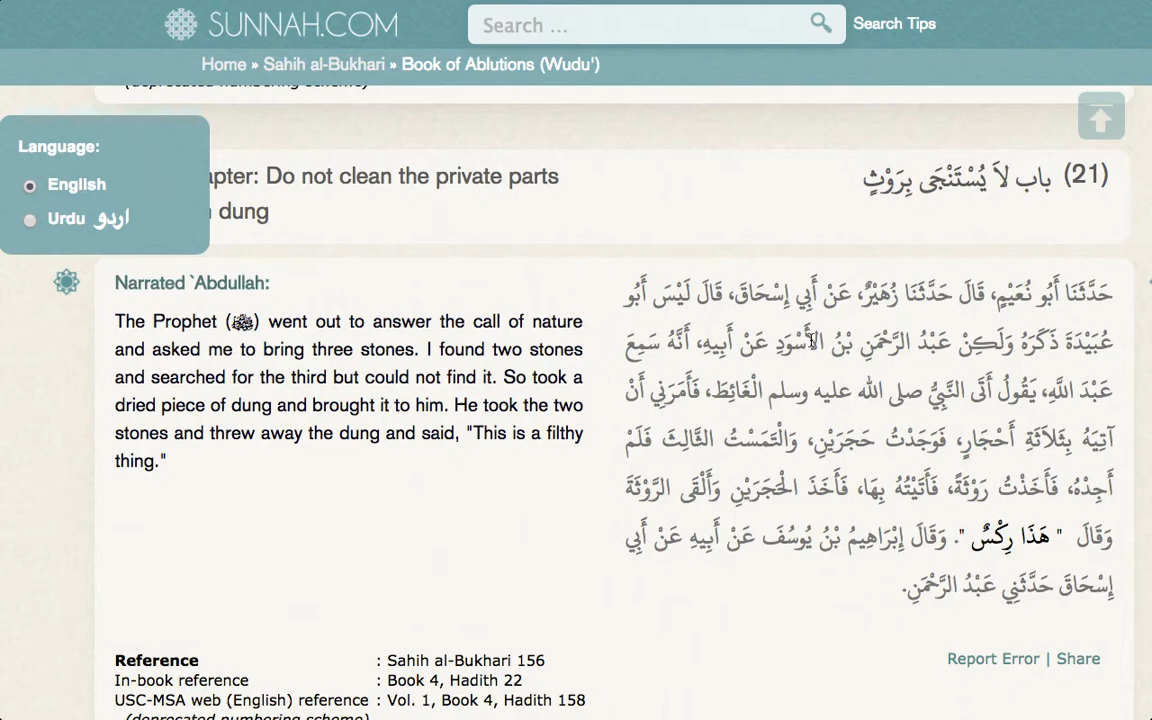 SUNNAH.COM
Search ...
Search Tips
Home » Sahih al-Bukhari » Book of Ablutions (Wudu')
Language:
English
Urdu اردو
apter: Do not clean the private parts
dung
(21) باب لاَ يُسْتَنْجَى بِرَوْثٍ
Narrated `Abdullah:
The Prophet (ﷺ) went out to answer the call of nature
and asked me to bring three stones. I found two stones
and searched for the third but could not find it. So took a
dried piece of dung and brought it to him. He took the two
stones and threw away the dung and said, "This is a filthy
thing."
حَدَّثَنَا أَبُو نُعَيْمٍ، قَالَ حَدَّثَنَا زُهَيْرٌ، عَنْ أَبِي إِسْحَاقَ، قَالَ لَيْسَ أَبُو
عُبَيْدَةَ ذَكَرَهُ وَلَكِنْ عَبْدُ الرَّحْمَنِ بْنُ الأَسْوَدِ عَنْ أَبِيهِ، أَنَّهُ سَمِعَ
عَبْدَ اللَّهِ، يَقُولُ أَتَى النَّبِيُّ صلى الله عليه وسلم الْغَائِطَ، فَأَمَرَنِي أَنْ
آتِيَهُ بِثَلاَثَةِ أَحْجَارٍ، فَوَجَدْتُ حَجَرَيْنِ، وَالْتَمَسْتُ الثَّالِثَ فَلَمْ
أَجِدْهُ، فَأَخَذْتُ رَوْثَةً، فَأَتَيْتُهُ بِهَا، فَأَخَذَ الْحَجَرَيْنِ وَأَلْقَى الرَّوْثَةَ
وَقَالَ " هَذَا رِكْسٌ ". وَقَالَ إِبْرَاهِيمُ بْنُ يُوسُفَ عَنْ أَبِيهِ عَنْ أَبِي
إِسْحَاقَ حَدَّثَنِي عَبْدُ الرَّحْمَنِ.
Reference : Sahih al-Bukhari 156
In-book reference : Book 4, Hadith 22
USC-MSA web (English) reference : Vol. 1, Book 4, Hadith 158
(deprecated numbering scheme)
Report Error | Share